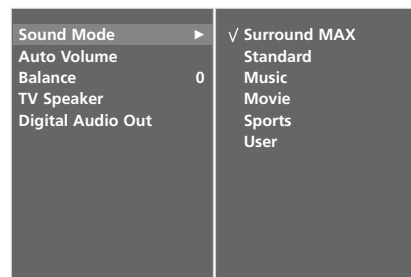 Sound Mode ►
Auto Volume
Balance 0
TV Speaker
Digital Audio Out
√ Surround MAX
Standard
Music
Movie
Sports
User